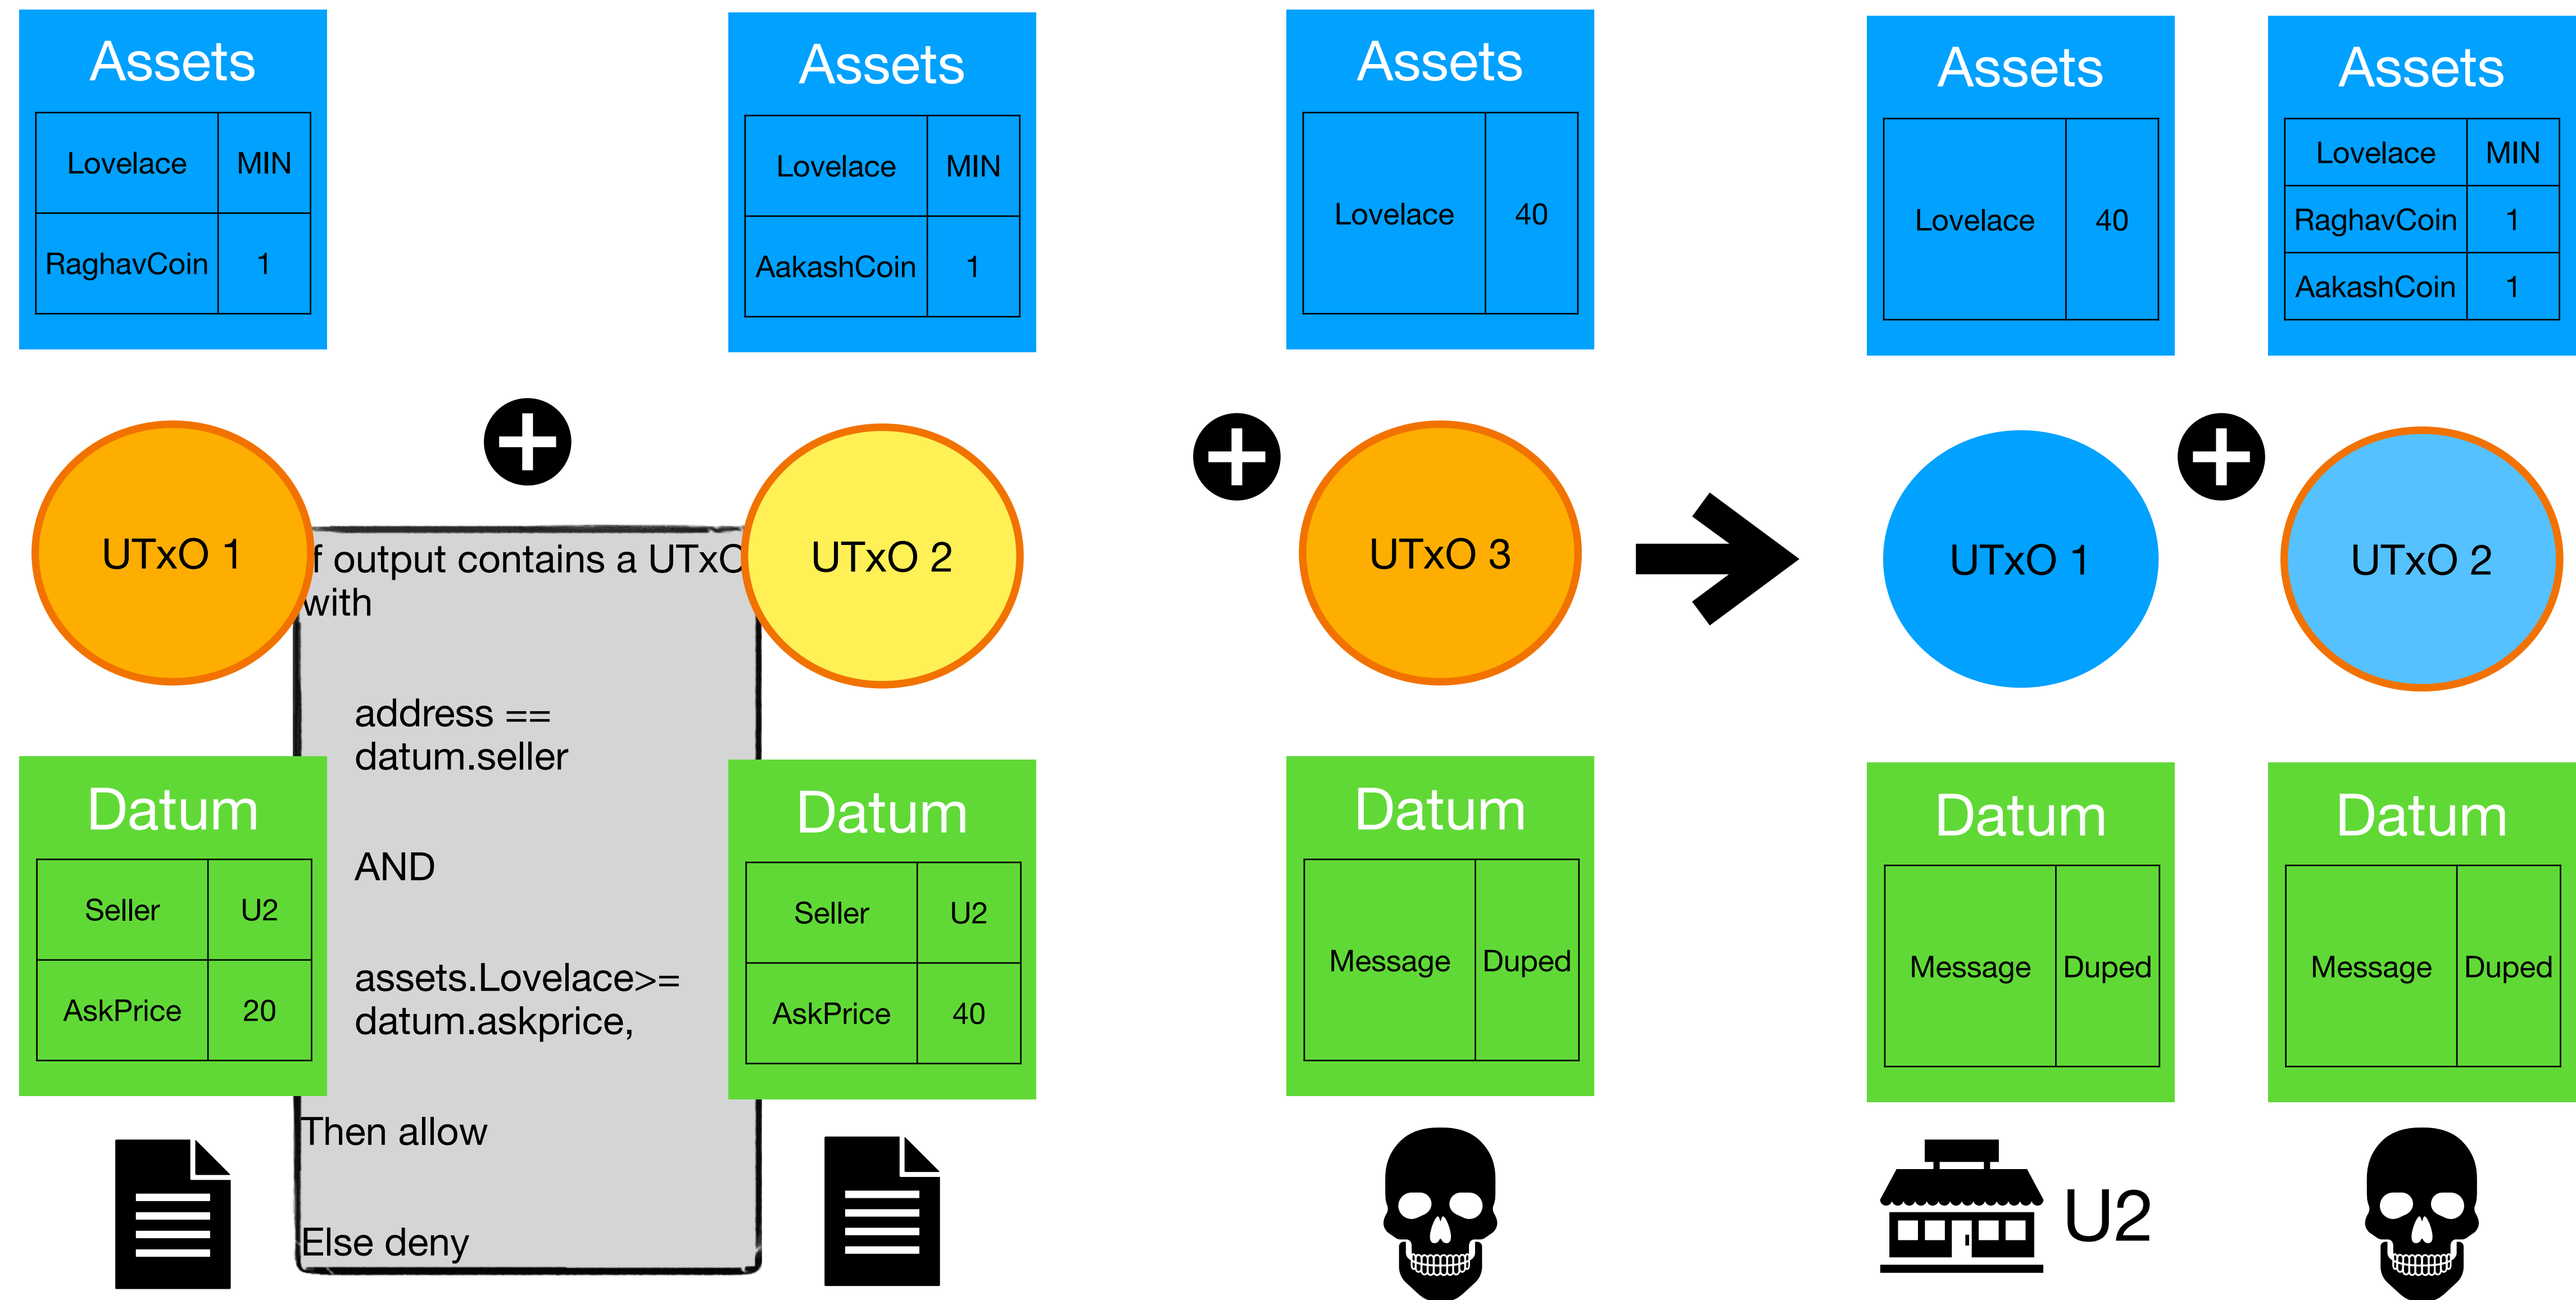 Assets
Lovelace MIN
RaghavCoin 1
Assets
Lovelace MIN
AakashCoin 1
Assets
Lovelace 40
Assets
Lovelace 40
Assets
Lovelace MIN
RaghavCoin 1
AakashCoin 1
UTxO 1
f output contains a UTxO
with
address ==
datum.seller
AND
assets.Lovelace>=
datum.askprice,
Then allow
Else deny
UTxO 2
UTxO 3
UTxO 1
UTxO 2
Datum
Seller U2
AskPrice 20
Datum
Seller U2
AskPrice 40
Datum
Message Duped
Datum
Message Duped
Datum
Message Duped
U2